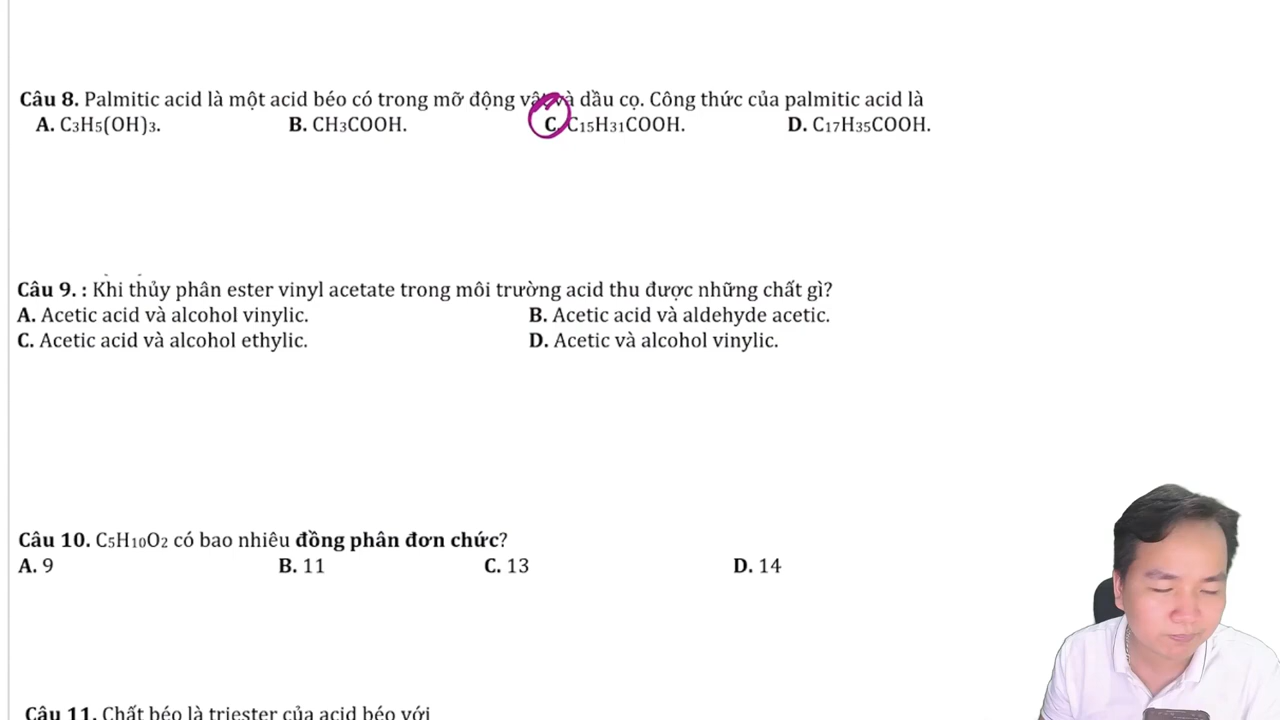 Câu 8. Palmitic acid là một acid béo có trong mỡ động vật và dầu cọ. Công thức của palmitic acid là
A. C3H5(OH)3. B. CH3COOH. C. C15H31COOH. D. C17H35COOH.
Câu 9. : Khi thủy phân ester vinyl acetate trong môi trường acid thu được những chất gì?
A. Acetic acid và alcohol vinylic. B. Acetic acid và aldehyde acetic.
C. Acetic acid và alcohol ethylic. D. Acetic và alcohol vinylic.
Câu 10. C5H10O2 có bao nhiêu đồng phân đơn chức?
A. 9 B. 11 C. 13 D. 14
Câu 11. Chất béo là triester của acid béo với